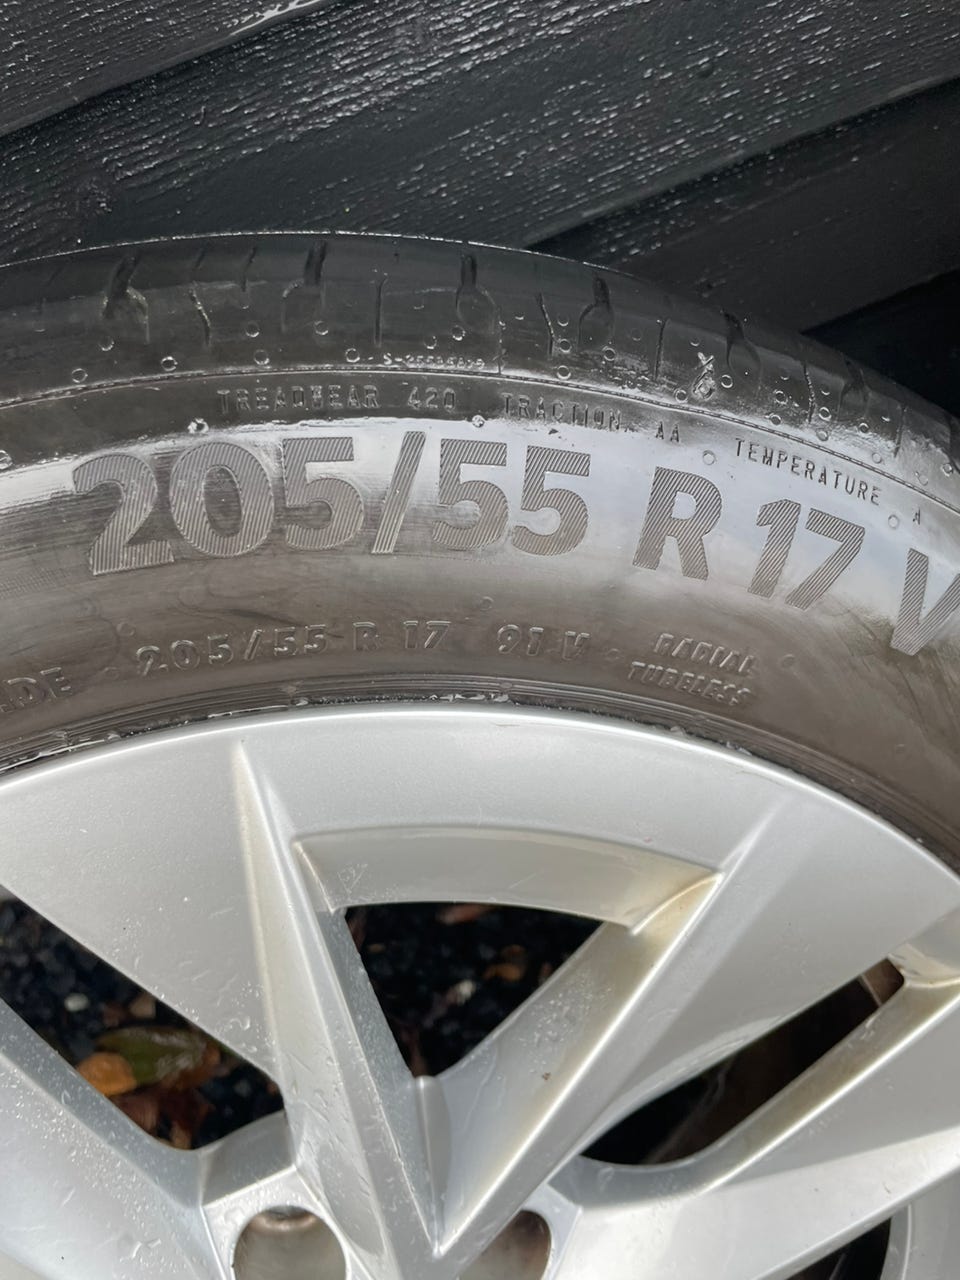 TREADWEAR 420 TRACTION AA TEMPERATURE A
205/55 R 17 V
205/55 R 17 91 V RADIAL
TUBELESS